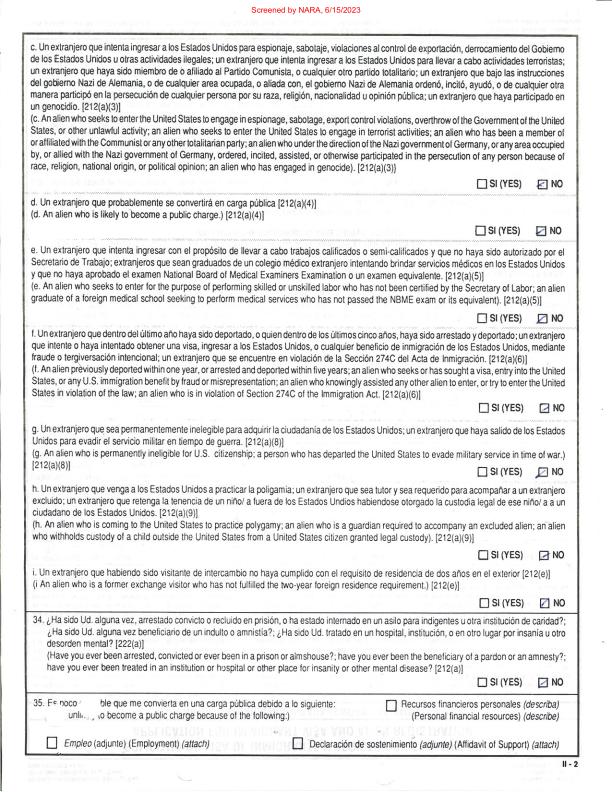 Screened by NARA, 6/15/2023
c. Un extranjero que intenta ingresar a los Estados Unidos para espionaje, sabotaje, violaciones al control de exportación, derrocamiento del Gobierno
de los Estados Unidos u otras actividades ilegales; un extranjero que intenta ingresar a los Estados Unidos para llevar a cabo actividades terroristas;
un extranjero que haya sido miembro de o afiliado al Partido Comunista, o cualquier otro partido totalitario; un extranjero que bajo las instrucciones
del gobierno Nazi de Alemania, o de cualquier area ocupada, o aliada con, el gobierno Nazi de Alemania ordenó, incitó, ayudó, o de cualquier otra
manera participó en la persecución de cualquier persona por su raza, religión, nacionalidad u opinión pública; un extranjero que haya participado en
un genocidio. [212(a)(3)]
(c. An alien who seeks to enter the United States to engage in espionage, sabotage, export control violations, overthrow of the Government of the United
States, or other unlawful activity; an alien who seeks to enter the United States to engage in terrorist activities; an alien who has been a member of
or affiliated with the Communist or any other totalitarian party; an alien who under the direction of the Nazi government of Germany, or any area occupied
by, or allied with the Nazi government of Germany, ordered, incited, assisted, or otherwise participated in the persecution of any person because of
race, religion, national origin, or political opinion; an alien who has engaged in genocide). [212(a)(3)]
SI (YES) NO
d. Un extranjero que probablemente se convertirá en carga pública [212(a)(4)]
(d. An alien who is likely to become a public charge.) [212(a)(4)]
SI (YES) NO
e. Un extranjero que intenta ingresar con el propósito de llevar a cabo trabajos calificados o semi-calificados y que no haya sido autorizado por el
Secretario de Trabajo; extranjeros que sean graduados de un colegio médico extranjero intentando brindar servicios médicos en los Estados Unidos
y que no haya aprobado el examen National Board of Medical Examiners Examination o un examen equivalente. [212(a)(5)]
(e. An alien who seeks to enter for the purpose of performing skilled or unskilled labor who has not been certified by the Secretary of Labor; an alien
graduate of a foreign medical school seeking to perform medical services who has not passed the NBME exam or its equivalent). [212(a)(5)]
SI (YES) NO
f. Un extranjero que dentro del último año haya sido deportado, o quien dentro de los últimos cinco años, haya sido arrestado y deportado; un extranjero
que intente o haya intentado obtener una visa, ingresar a los Estados Unidos, o cualquier beneficio de inmigración de los Estados Unidos, mediante
fraude o tergiversación intencional; un extranjero que se encuentre en violación de la Sección 274C del Acta de Inmigración. [212(a)(6)]
(f. An alien previously deported within one year, or arrested and deported within five years; an alien who seeks or has sought a visa, entry into the United
States, or any U.S. immigration benefit by fraud or misrepresentation; an alien who knowingly assisted any other alien to enter, or try to enter the United
States in violation of the law; an alien who is in violation of Section 274C of the Immigration Act. [212(a)(6)]
SI (YES) NO
g. Un extranjero que sea permanentemente inelegible para adquirir la ciudadanía de los Estados Unidos; un extranjero que haya salido de los Estados
Unidos para evadir el servicio militar en tiempo de guerra. [212(a)(8)]
(g. An alien who is permanently ineligible for U.S. citizenship; a person who has departed the United States to evade military service in time of war.)
[212(a)(8)]
SI (YES) NO
h. Un extranjero que venga a los Estados Unidos a practicar la poligamia; un extranjero que sea tutor y sea requerido para acompañar a un extranjero
excluido; un extranjero que retenga la tenencia de un niño/ a fuera de los Estados Undios habiendose otorgado la custodia legal de ese niño/ a a un
ciudadano de los Estados Unidos. [212(a)(9)]
(h. An alien who is coming to the United States to practice polygamy; an alien who is a guardian required to accompany an excluded alien; an alien
who withholds custody of a child outside the United States from a United States citizen granted legal custody). [212(a)(9)]
SI (YES) NO
i. Un extranjero que habiendo sido visitante de intercambio no haya cumplido con el requisito de residencia de dos años en el exterior [212(e)]
(i An alien who is a former exchange visitor who has not fulfilled the two-year foreign residence requirement.) [212(e)]
SI (YES) NO
34. ¿Ha sido Ud. alguna vez, arrestado convicto o recluido en prisión, o ha estado internado en un asilo para indigentes u otra institución de caridad?;
¿Ha sido Ud. alguna vez beneficiario de un indulto o amnistía?; ¿Ha sido Ud. tratado en un hospital, institución, o en otro lugar por insanía u otro
desorden mental? [222(a)]
(Have you ever been arrested, convicted or ever been in a prison or almshouse?; have you ever been the beneficiary of a pardon or an amnesty?;
have you ever been treated in an institution or hospital or other place for insanity or other mental disease? [212(a)]
SI (YES) NO
35. ble que me convierta en una carga pública debido a lo siguiente:
o become a public charge because of the following:)
Recursos financieros personales (describa)
(Personal financial resources) (describe)
Empleo (adjunte) (Employment) (attach)
Declaración de sostenimiento (adjunte) (Affidavit of Support) (attach)
II - 2